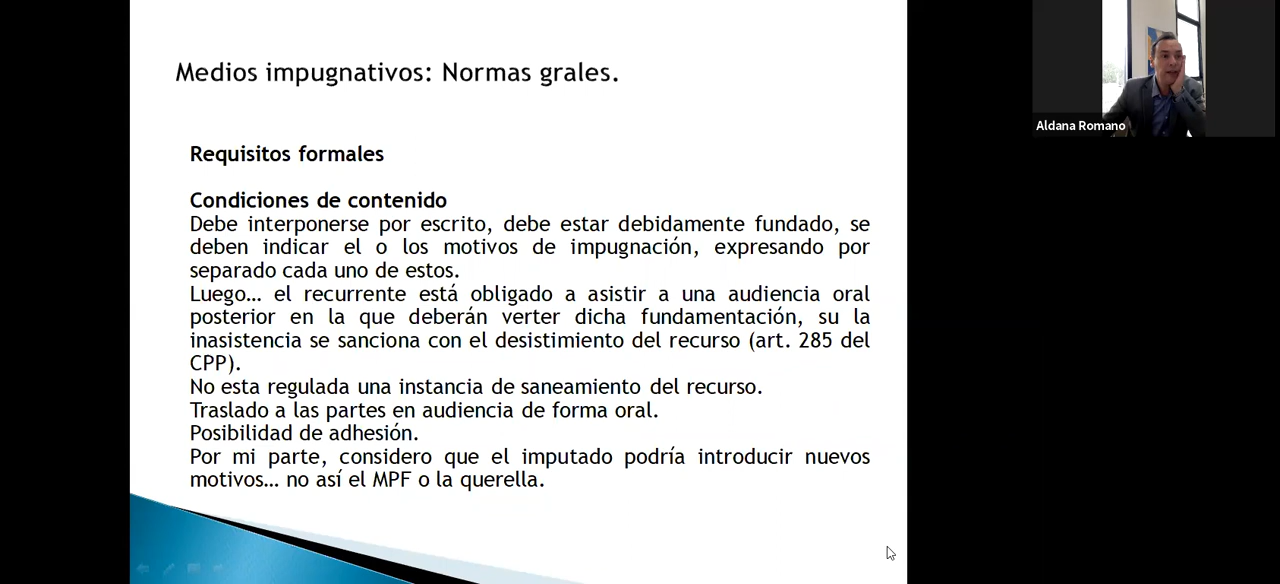 Medios impugnativos: Normas grales.
Aldana Romano
Requisitos formales
Condiciones de contenido
Debe interponerse por escrito, debe estar debidamente fundado, se
deben indicar el o los motivos de impugnación, expresando por
separado cada uno de estos.
Luego... el recurrente está obligado a asistir a una audiencia oral
posterior en la que deberán verter dicha fundamentación, su la
inasistencia se sanciona con el desistimiento del recurso (art. 285 del
CPP).
No esta regulada una instancia de saneamiento del recurso.
Traslado a las partes en audiencia de forma oral.
Posibilidad de adhesión.
Por mi parte, considero que el imputado podría introducir nuevos
motivos... no así el MPF o la querella.